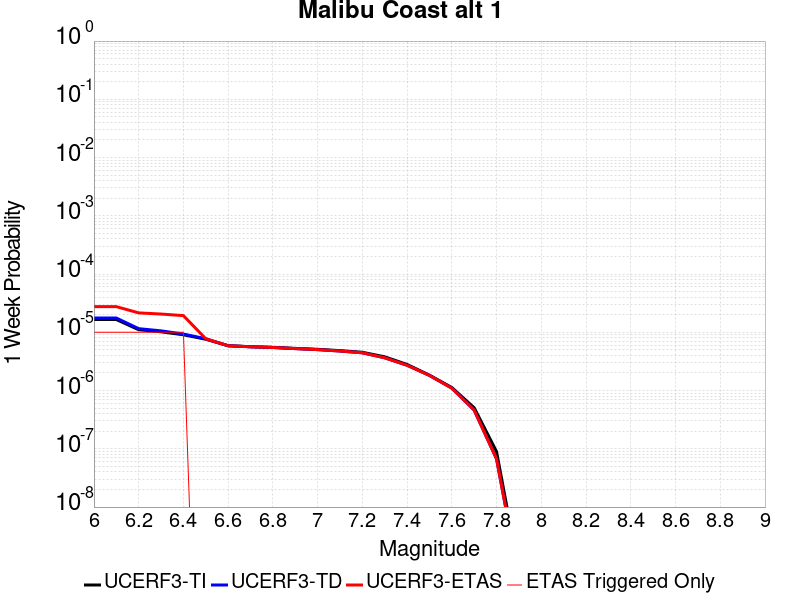 Malibu Coast alt 1
10^0
10^-1
10^-2
10^-3
10^-4
10^-5
10^-6
10^-7
10^-8
1 Week Probability
6 6.2 6.4 6.6 6.8 7 7.2 7.4 7.6 7.8 8 8.2 8.4 8.6 8.8 9
Magnitude
UCERF3-TI UCERF3-TD UCERF3-ETAS ETAS Triggered Only